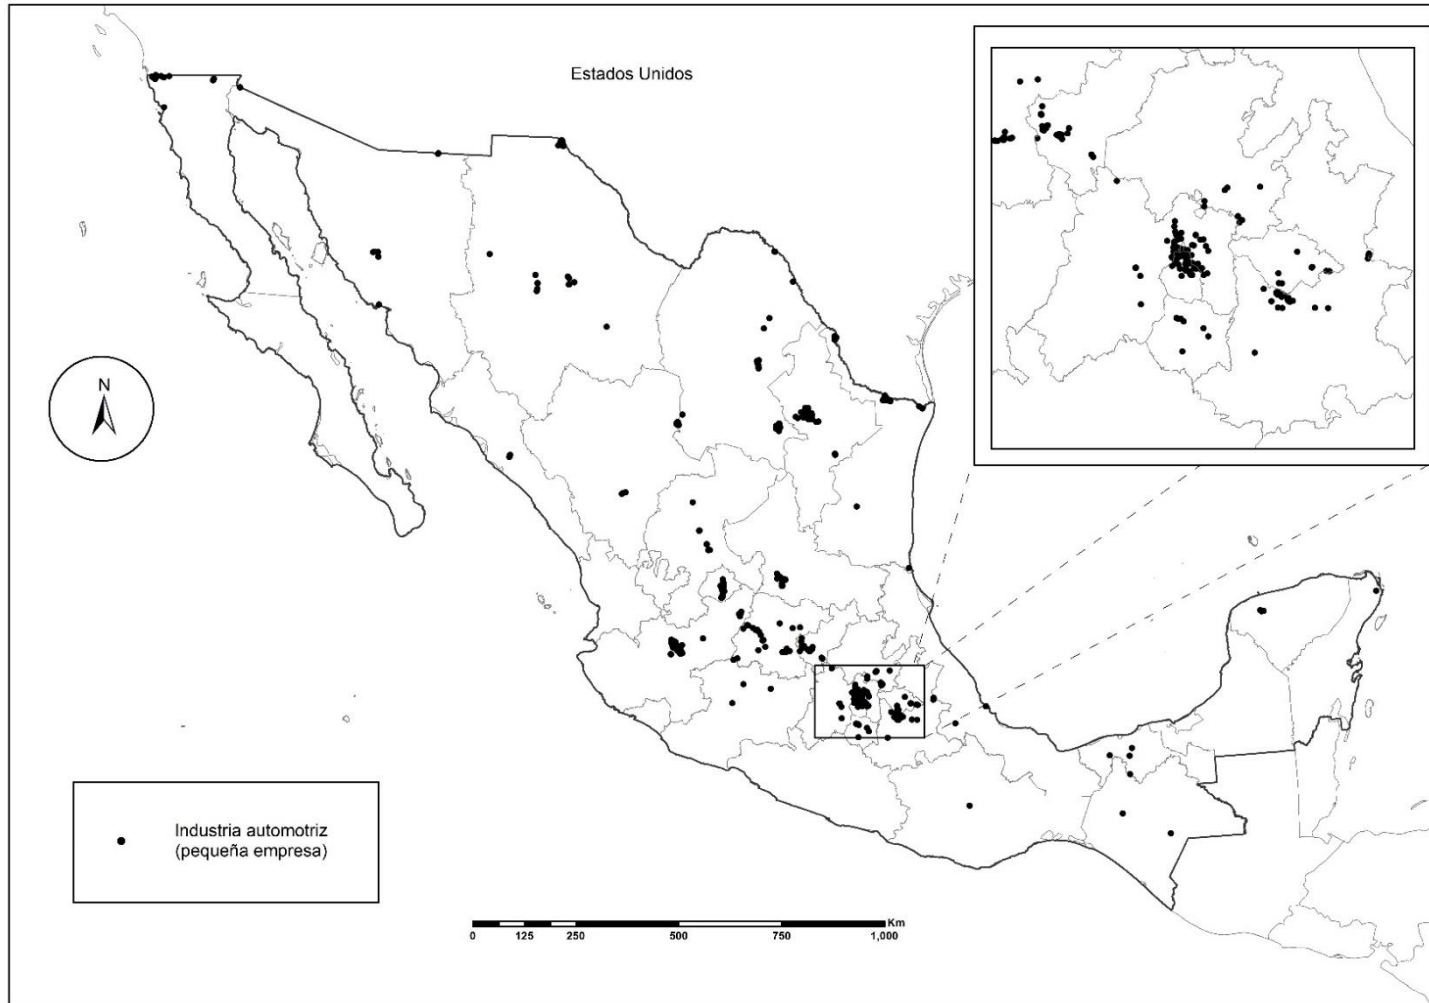 Estados Unidos
N
Industria automotriz
(pequeña empresa)
Km
0 125 250 500 750 1,000